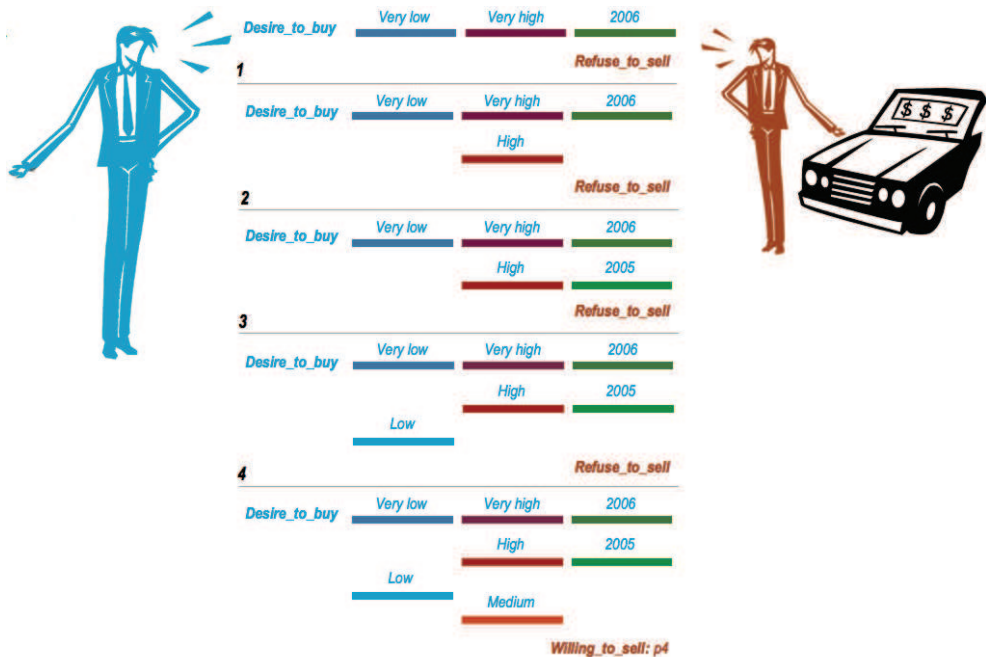 Very low Very high 2006
Desire_to_buy
Refuse_to_sell
1
Very low Very high 2006
Desire_to_buy
High
Refuse_to_sell
2
Very low Very high 2006
Desire_to_buy
High 2005
Refuse_to_sell
3
Very low Very high 2006
Desire_to_buy
High 2005
Low
Refuse_to_sell
4
Very low Very high 2006
Desire_to_buy
High 2005
Low
Medium
Willing_to_sell: p4
$ $ $